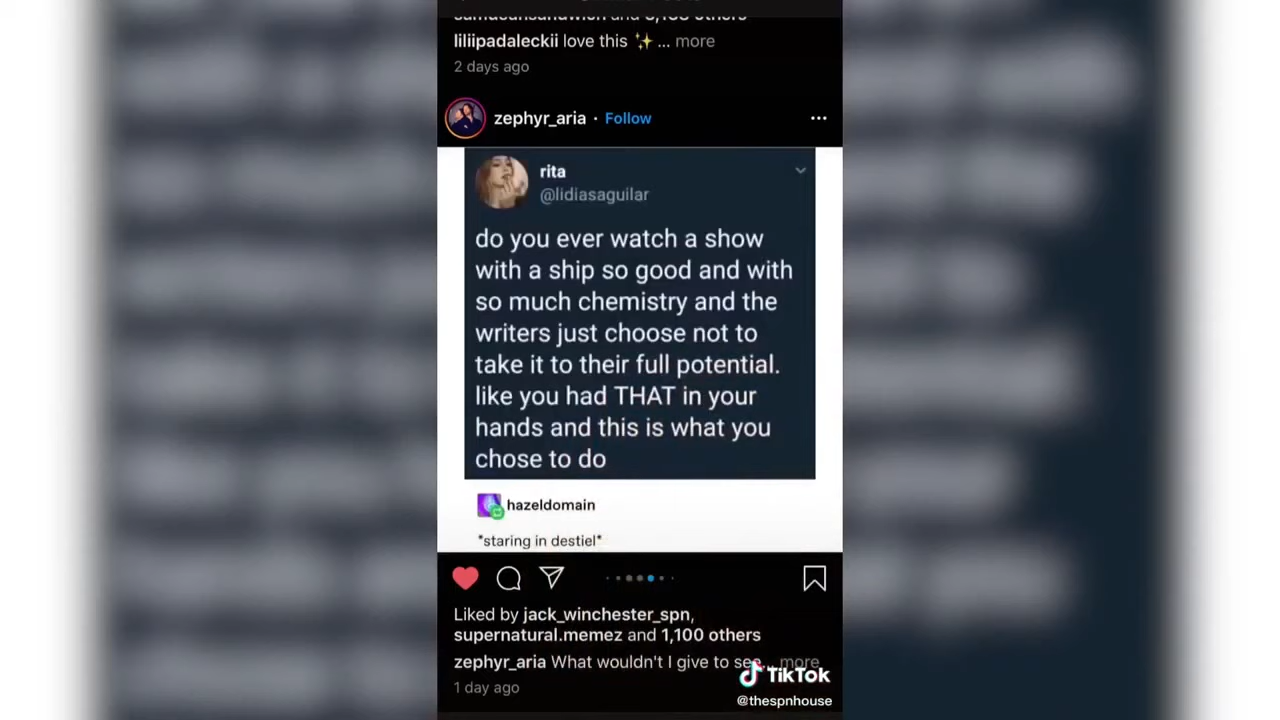 and 
liliipadaleckii love this ✨ ... more
2 days ago
zephyr_aria · Follow
rita
@lidiasaguilar
do you ever watch a show
with a ship so good and with
so much chemistry and the
writers just choose not to
take it to their full potential.
like you had THAT in your
hands and this is what you
chose to do
hazeldomain
*staring in destiel*
Liked by jack_winchester_spn,
supernatural.memez and 1,100 others
zephyr_aria What wouldn't I give to see... more
TikTok
1 day ago
@thespnhouse